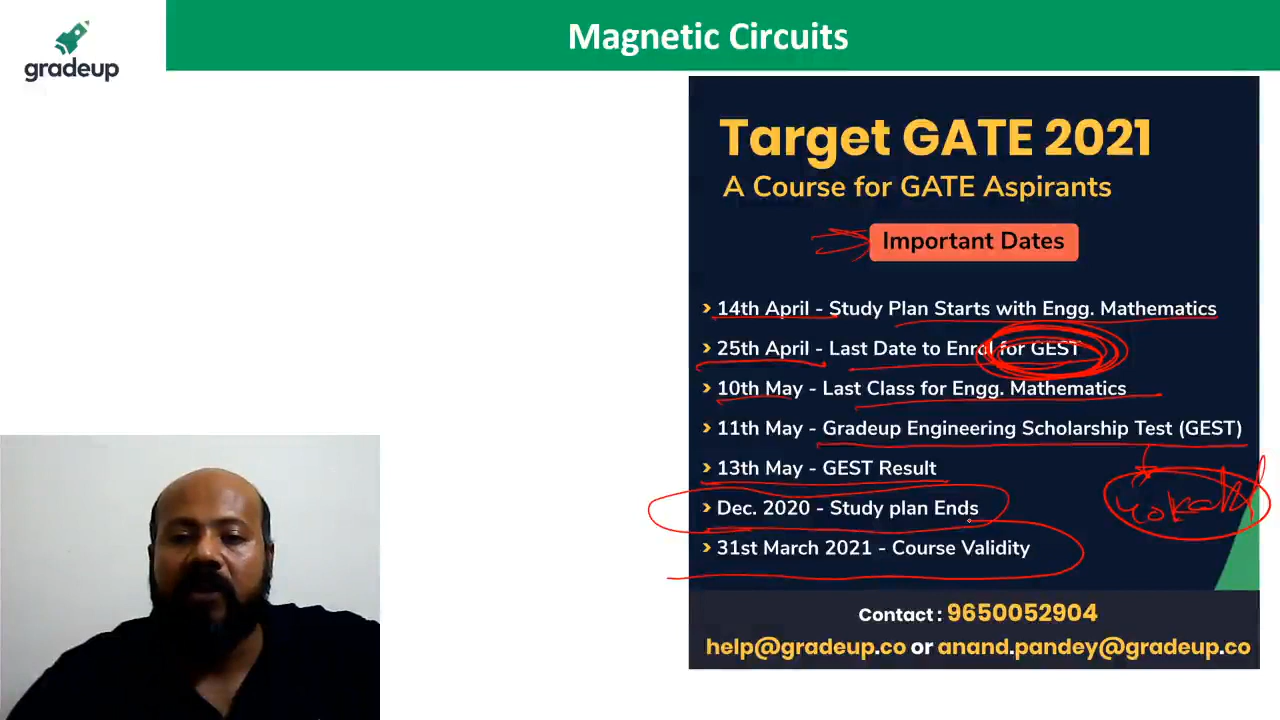 Magnetic Circuits
gradeup
Target GATE 2021
A Course for GATE Aspirants
Important Dates
14th April - Study Plan Starts with Engg. Mathematics
25th April - Last Date to Enrol for GEST
10th May - Last Class for Engg. Mathematics
11th May - Gradeup Engineering Scholarship Test (GEST)
13th May - GEST Result
Dec. 2020 - Study plan Ends
31st March 2021 - Course Validity
Contact : 9650052904
help@gradeup.co or anand.pandey@gradeup.co